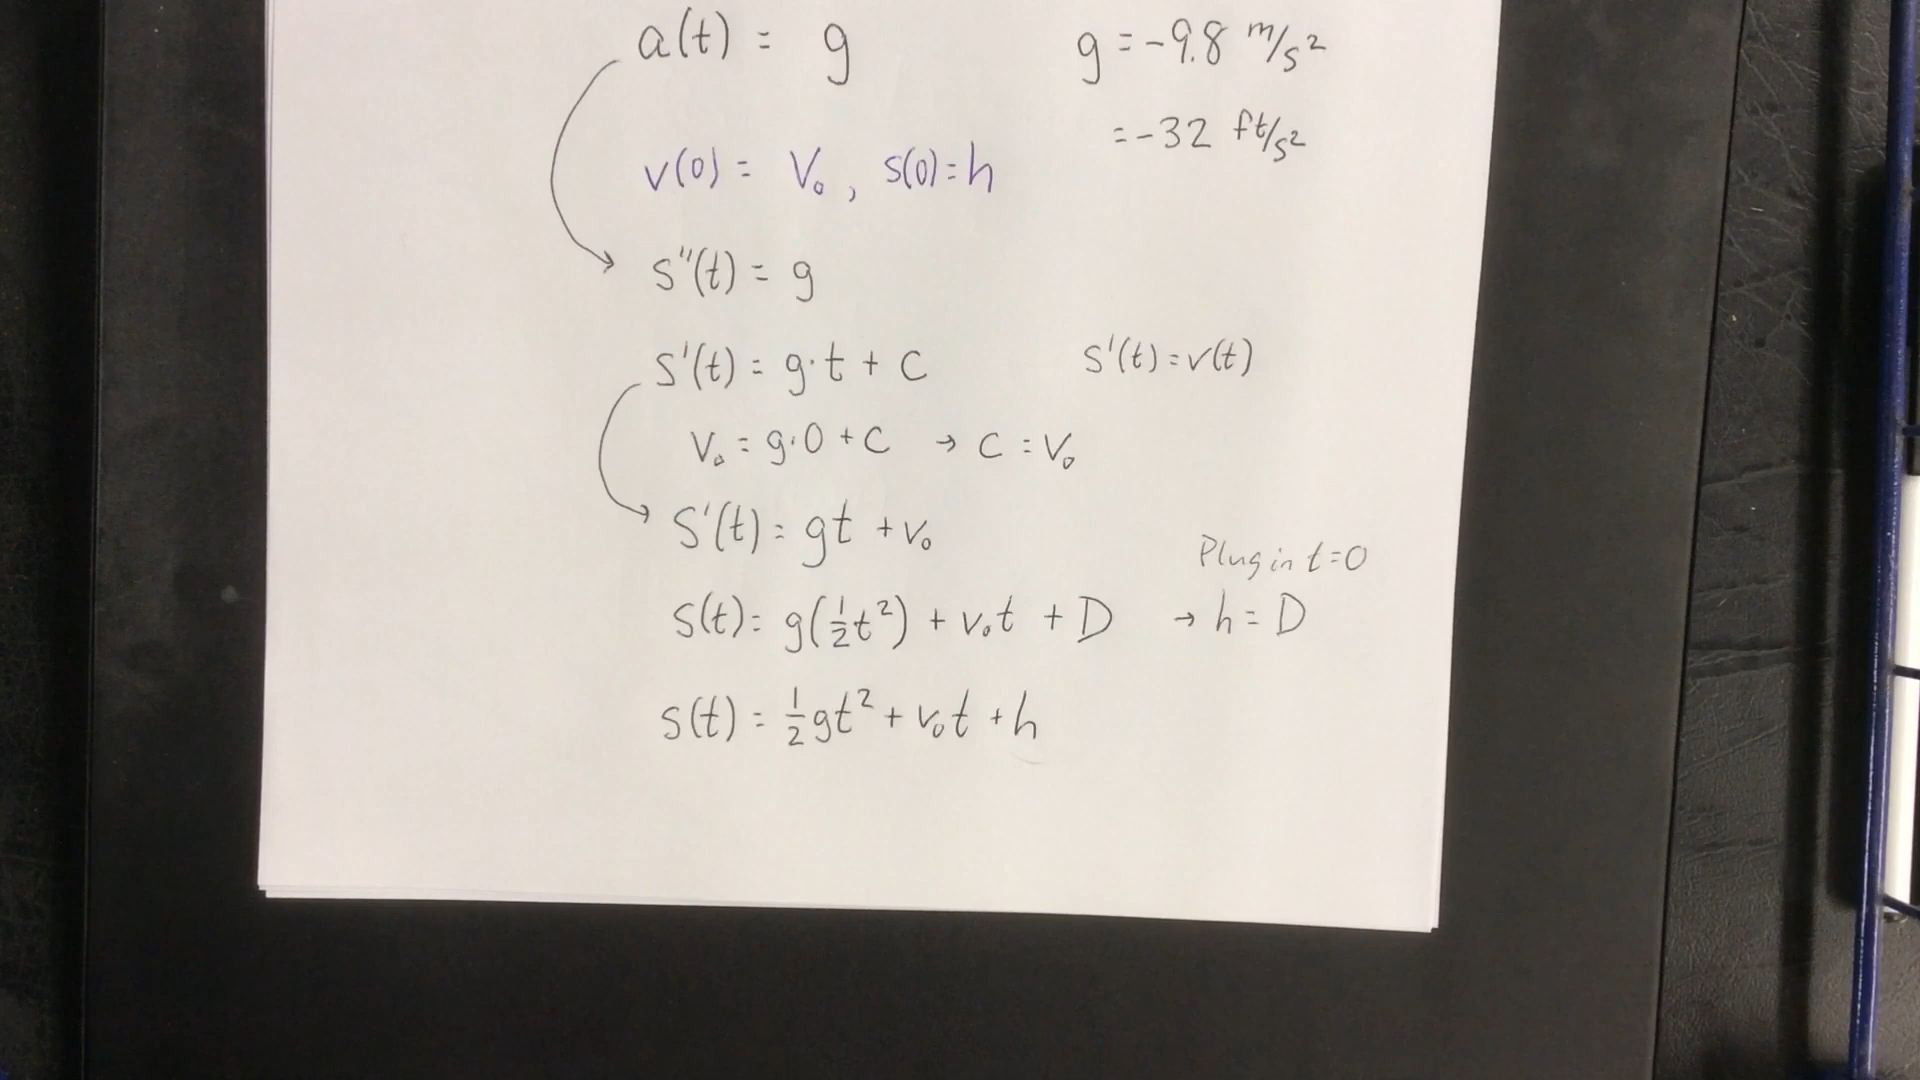 a(t) = g
g = -9.8 m/s²
= -32 ft/s²
v(0) = V₀, s(0) = h
s''(t) = g
s'(t) = g·t + C
s'(t) = v(t)
V₀ = g·0 + C → C = V₀
s'(t) = gt + v₀
Plug in t=0
s(t) = g(½t²) + v₀t + D → h = D
s(t) = ½gt² + v₀t + h